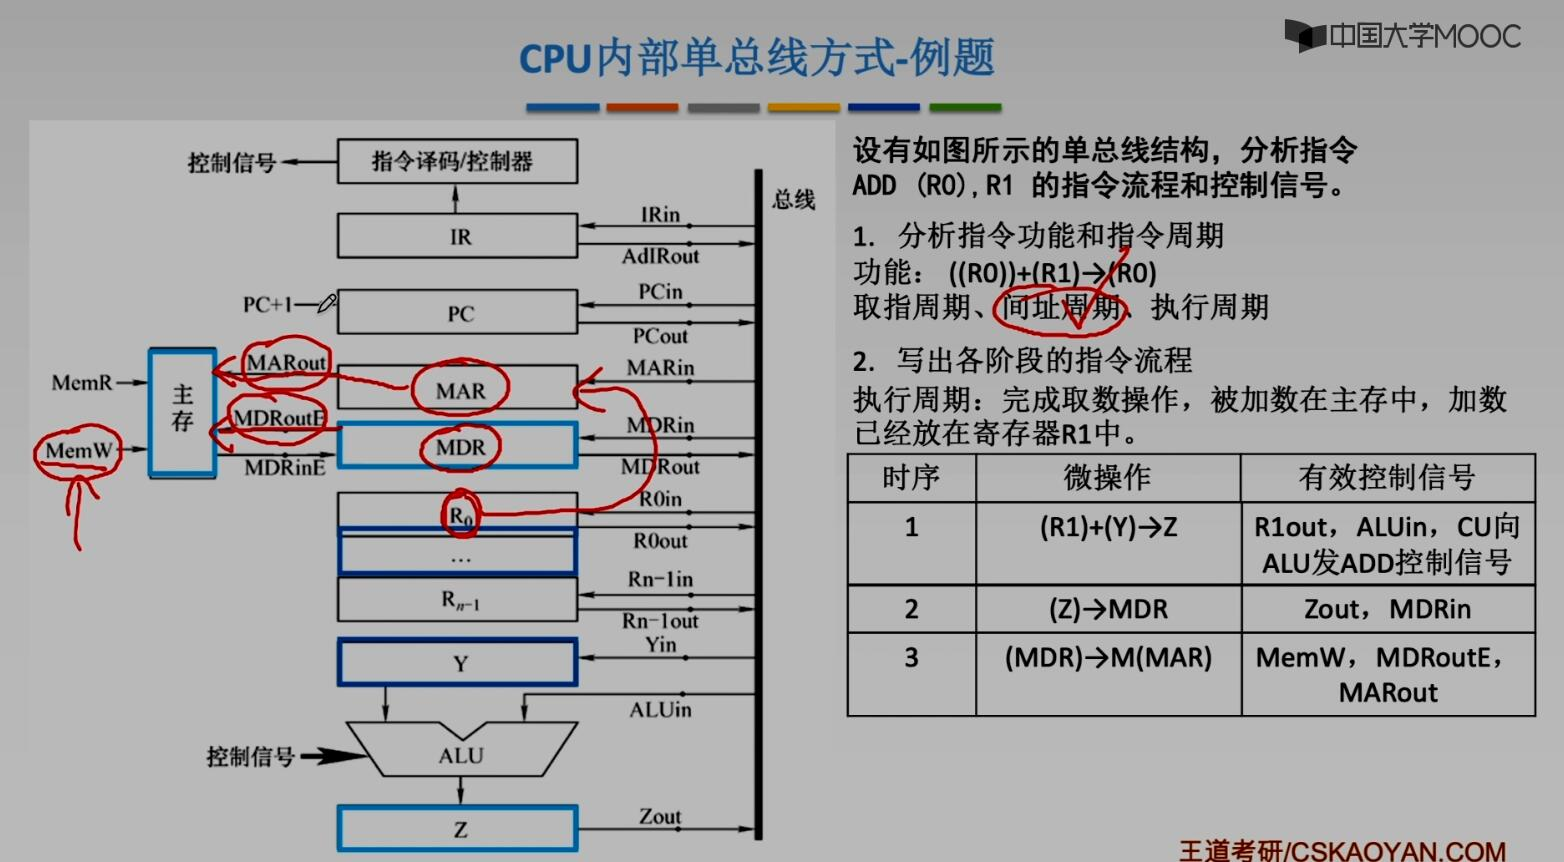 中国大学MOOC
CPU内部单总线方式-例题
控制信号
指令译码/控制器
总线
IRin
IR
AdIRout
PC+1
PCin
PC
PCout
MARout
MARin
MemR
主存
MAR
MDRoutE
MDRin
MemW
MDR
MDRinE
MDRout
R0in
R0
R0out
…
Rn-1in
Rn-1
Rn-1out
Yin
Y
ALUin
控制信号
ALU
Zout
Z
设有如图所示的单总线结构，分析指令
ADD (R0),R1 的指令流程和控制信号。
1. 分析指令功能和指令周期
功能： ((R0))+(R1)→(R0)
取指周期、间址周期、执行周期
2. 写出各阶段的指令流程
执行周期：完成取数操作，被加数在主存中，加数
已经放在寄存器R1中。
时序 微操作 有效控制信号
1 (R1)+(Y)→Z R1out，ALUin，CU向
ALU发ADD控制信号
2 (Z)→MDR Zout，MDRin
3 (MDR)→M(MAR) MemW，MDRoutE，
MARout
王道考研/CSKAOYAN.COM